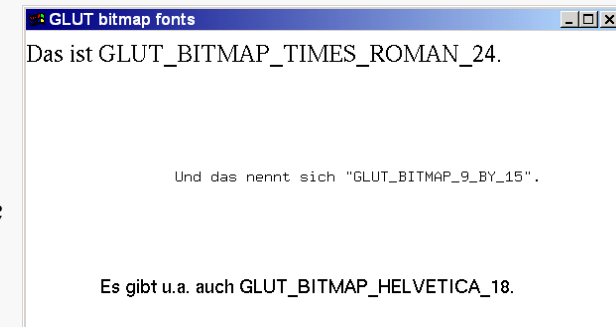 GLUT bitmap fonts
Das ist GLUT_BITMAP_TIMES_ROMAN_24.
Und das nennt sich "GLUT_BITMAP_9_BY_15".
Es gibt u.a. auch GLUT_BITMAP_HELVETICA_18.